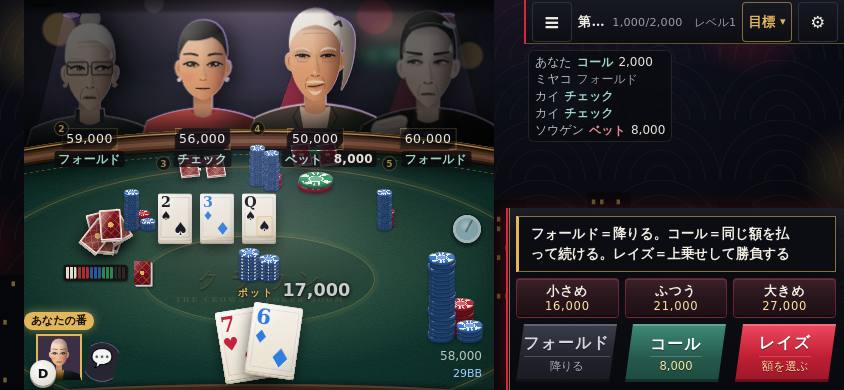 第… 1,000/2,000 レベル1 目標 ▾
あなた コール 2,000
ミヤコ フォールド
カイ チェック
カイ チェック
ソウゲン ベット 8,000
2 59,000
フォールド
3 56,000
チェック
4 50,000
ベット 8,000
5 60,000
フォールド
2 3 Q
ポット 17,000
あなたの番
D
7 6
58,000
29BB
フォールド＝降りる。コール＝同じ額を払
って続ける。レイズ＝上乗せして勝負する
小さめ
16,000
ふつう
21,000
大きめ
27,000
フォールド
降りる
コール
8,000
レイズ
額を選ぶ